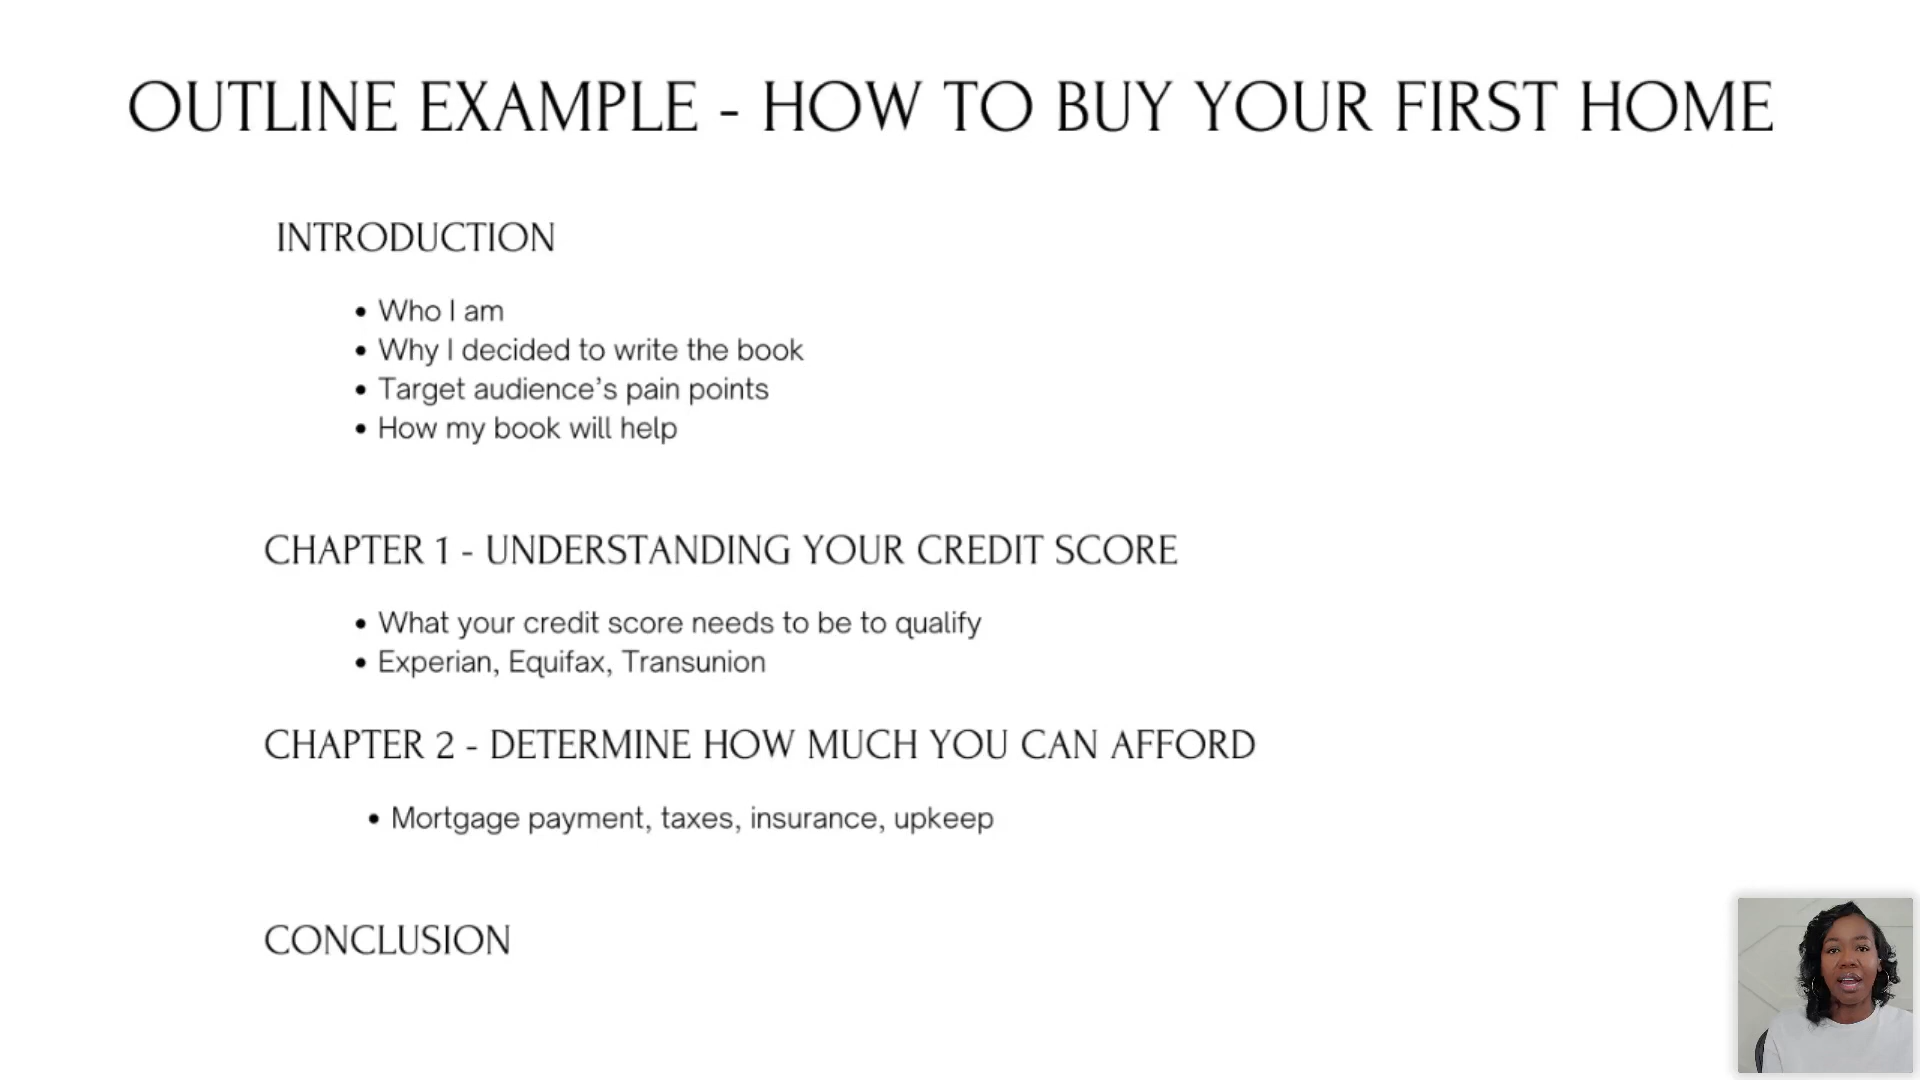 OUTLINE EXAMPLE - HOW TO BUY YOUR FIRST HOME
INTRODUCTION
• Who I am
• Why I decided to write the book
• Target audience’s pain points
• How my book will help
CHAPTER 1 - UNDERSTANDING YOUR CREDIT SCORE
• What your credit score needs to be to qualify
• Experian, Equifax, Transunion
CHAPTER 2 - DETERMINE HOW MUCH YOU CAN AFFORD
• Mortgage payment, taxes, insurance, upkeep
CONCLUSION